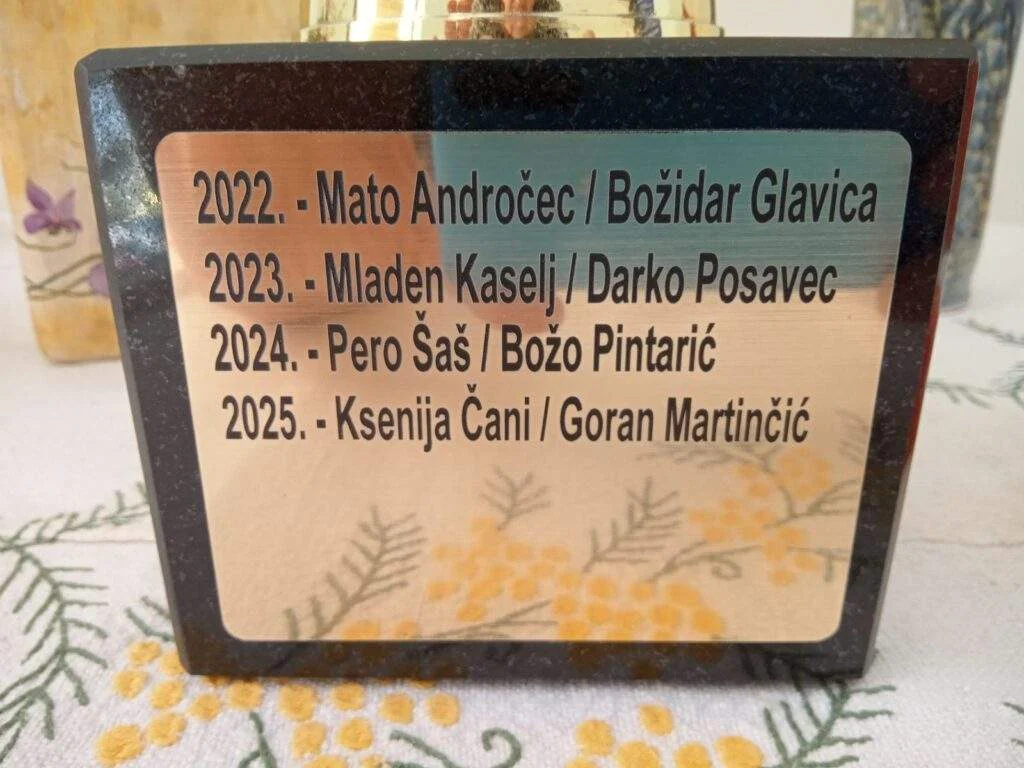 2022. - Mato Andročec / Božidar Glavica
2023. - Mladen Kaselj / Darko Posavec
2024. - Pero Šaš / Božo Pintarić
2025. - Ksenija Čani / Goran Martinčić